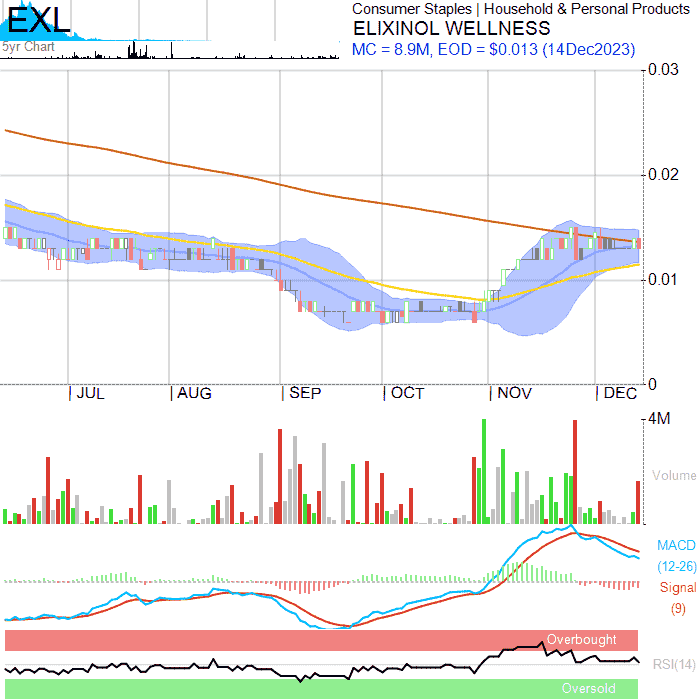 EXL
5yr Chart
Consumer Staples | Household & Personal Products
ELIXINOL WELLNESS
MC = 8.9M, EOD = $0.013 (14Dec2023)
0.03
0.02
0.01
0
JUL AUG SEP OCT NOV DEC
4M
Volume
MACD
(12-26)
Signal
(9)
Overbought
RSI(14)
Oversold